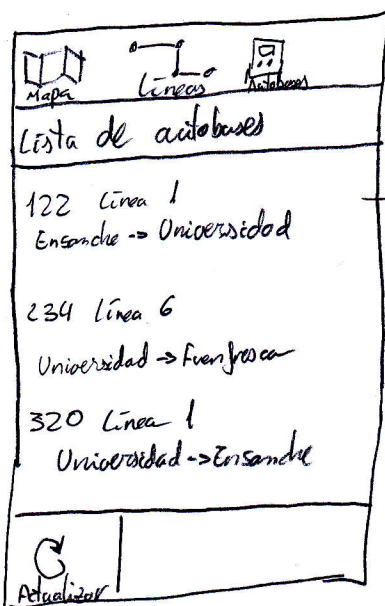 Mapa Líneas Autobuses
Lista de autobuses
122 Línea 1
Ensanche -> Universidad
234 Línea 6
Universidad -> Fuenfresca
320 Línea 1
Universidad -> Ensanche
Actualizar